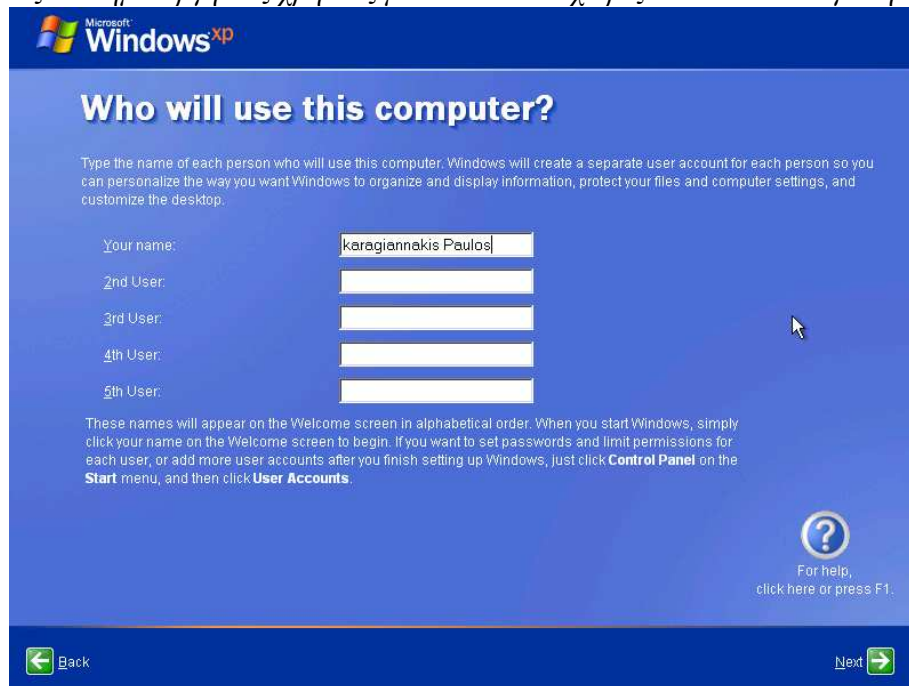 Microsoft
Windows xp
Who will use this computer?
Type the name of each person who will use this computer. Windows will create a separate user account for each person so you
can personalize the way you want Windows to organize and display information, protect your files and computer settings, and
customize the desktop.
Your name: karagiannakis Paulos
2nd User:
3rd User:
4th User:
5th User:
These names will appear on the Welcome screen in alphabetical order. When you start Windows, simply
click your name on the Welcome screen to begin. If you want to set passwords and limit permissions for
each user, or add more user accounts after you finish setting up Windows, just click Control Panel on the
Start menu, and then click User Accounts.
For help,
click here or press F1.
Back
Next